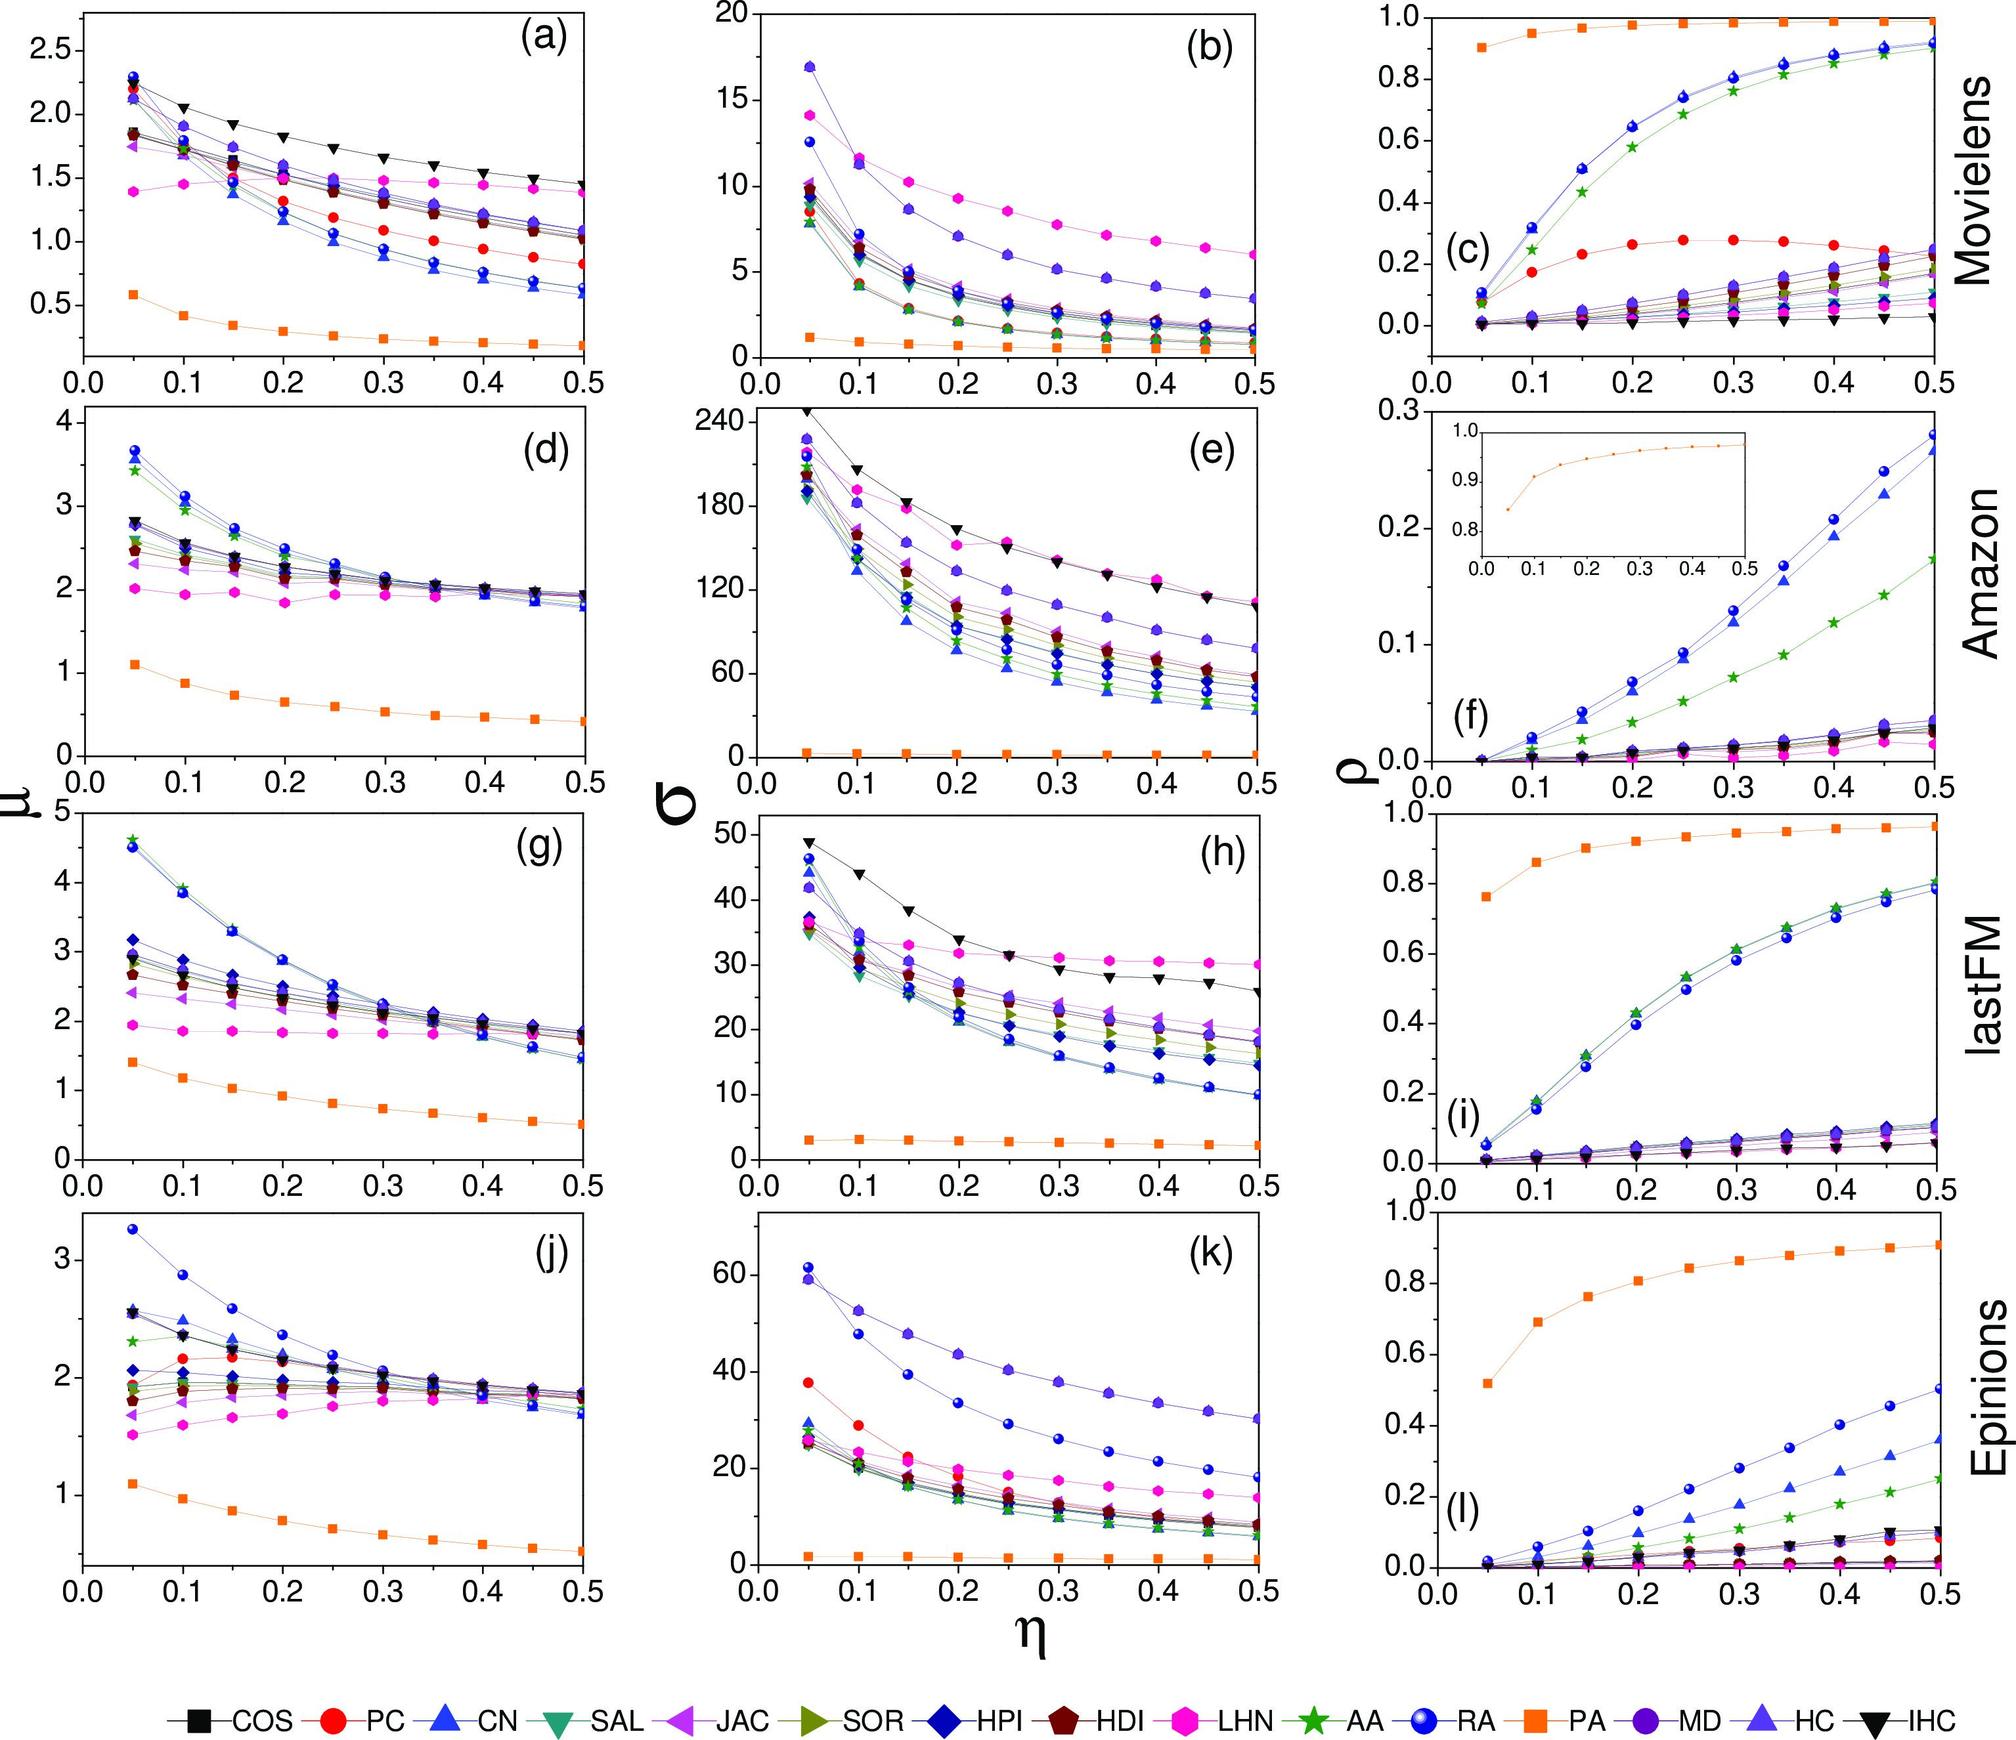 (a)
2.5
2.0
1.5
1.0
0.5
0.0 0.1 0.2 0.3 0.4 0.5
(b)
20
15
10
5
0
0.0 0.1 0.2 0.3 0.4 0.5
(c)
1.0
0.8
0.6
0.4
0.2
0.0
0.0 0.1 0.2 0.3 0.4 0.5
Movielens
(d)
4
3
2
1
0
0.0 0.1 0.2 0.3 0.4 0.5
(e)
240
180
120
60
0
0.0 0.1 0.2 0.3 0.4 0.5
(f)
0.3
0.2
0.1
0.0
0.0 0.1 0.2 0.3 0.4 0.5
1.0
0.9
0.8
0.0 0.1 0.2 0.3 0.4 0.5
Amazon
μ
σ
ρ
(g)
5
4
3
2
1
0
0.0 0.1 0.2 0.3 0.4 0.5
(h)
50
40
30
20
10
0
0.0 0.1 0.2 0.3 0.4 0.5
(i)
1.0
0.8
0.6
0.4
0.2
0.0
0.0 0.1 0.2 0.3 0.4 0.5
lastFM
(j)
3
2
1
0.0 0.1 0.2 0.3 0.4 0.5
(k)
60
40
20
0
0.0 0.1 0.2 0.3 0.4 0.5
(l)
1.0
0.8
0.6
0.4
0.2
0.0
0.0 0.1 0.2 0.3 0.4 0.5
Epinions
η
COS PC CN SAL JAC SOR HPI HDI LHN AA RA PA MD HC IHC